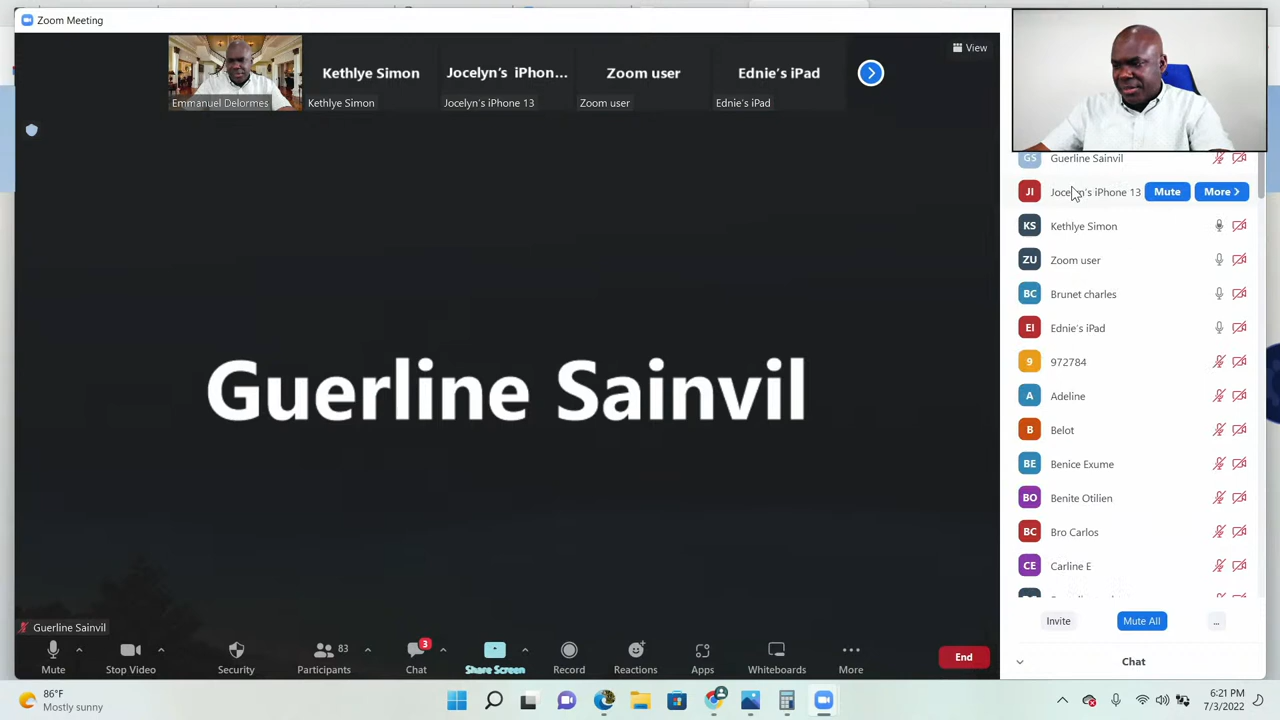 Zoom Meeting
View
Kethlye Simon
Jocelyn's iPhon...
Zoom user
Ednie's iPad
Emmanuel Delormes
Kethlye Simon
Jocelyn's iPhone 13
Zoom user
Ednie's iPad
Guerline Sainvil
Guerline Sainvil
Mute
Stop Video
Security
Participants
83
Chat
3
Share Screen
Record
Reactions
Apps
Whiteboards
More
End
GS Guerline Sainvil
JI Jocelyn's iPhone 13 Mute More
KS Kethlye Simon
ZU Zoom user
BC Brunet charles
EI Ednie's iPad
9 972784
A Adeline
B Belot
BE Benice Exume
BO Benite Otilien
BC Bro Carlos
CE Carline E
Invite
Mute All
...
Chat
86°F
Mostly sunny
6:21 PM
7/3/2022